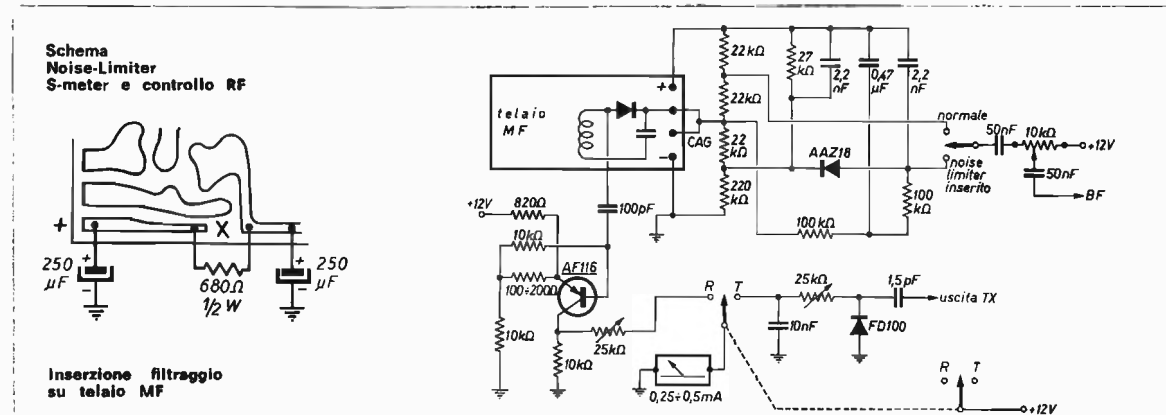 Schema
Noise-Limiter
S-meter e controllo RF
+
X
+
250
µF
-
680Ω
1/2 W
+
250
µF
-
Inserzione filtraggio
su telaio MF
telaio
MF
+
CAG
-
22 kΩ
22kΩ
22
kΩ
220
kΩ
27
kΩ
2,2
nF
0,47
µF
2,2
nF
AAZ18
normale
noise
limiter
inserito
50nF
10kΩ
+12V
50nF
BF
100
kΩ
100kΩ
100pF
+12V
820Ω
10kΩ
AF116
100÷200Ω
10kΩ
10kΩ
25kΩ
R
T
25kΩ
1,5pF
uscita TX
10nF
FD100
0,25÷0,5mA
R
T
+12V